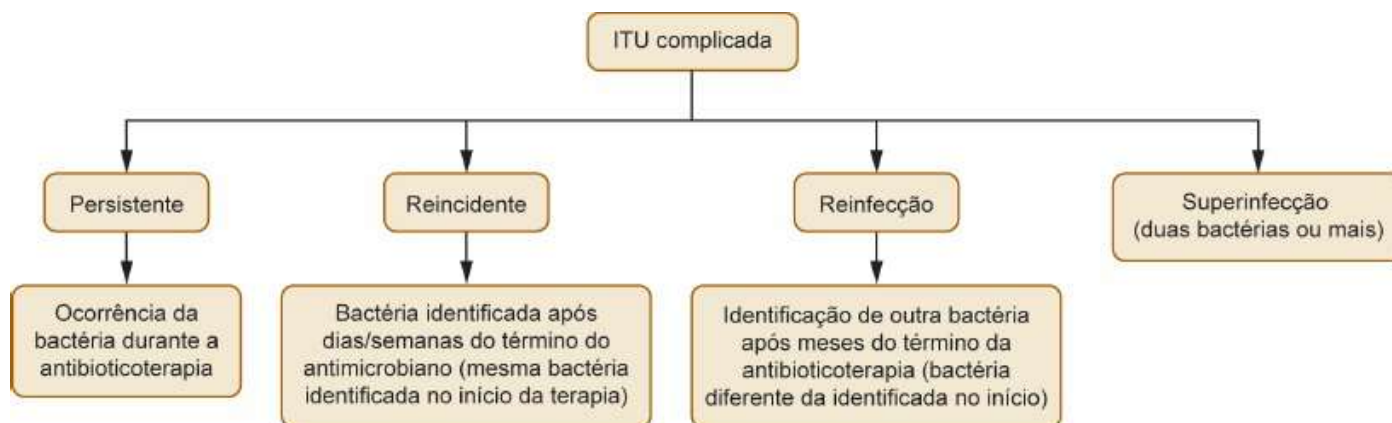 ITU complicada
Persistente
Reincidente
Reinfecção
Superinfecção
(duas bactérias ou mais)
Ocorrência da
bactéria durante a
antibioticoterapia
Bactéria identificada após
dias/semanas do término do
antimicrobiano (mesma bactéria
identificada no início da terapia)
Identificação de outra bactéria
após meses do término da
antibioticoterapia (bactéria
diferente da identificada no início)